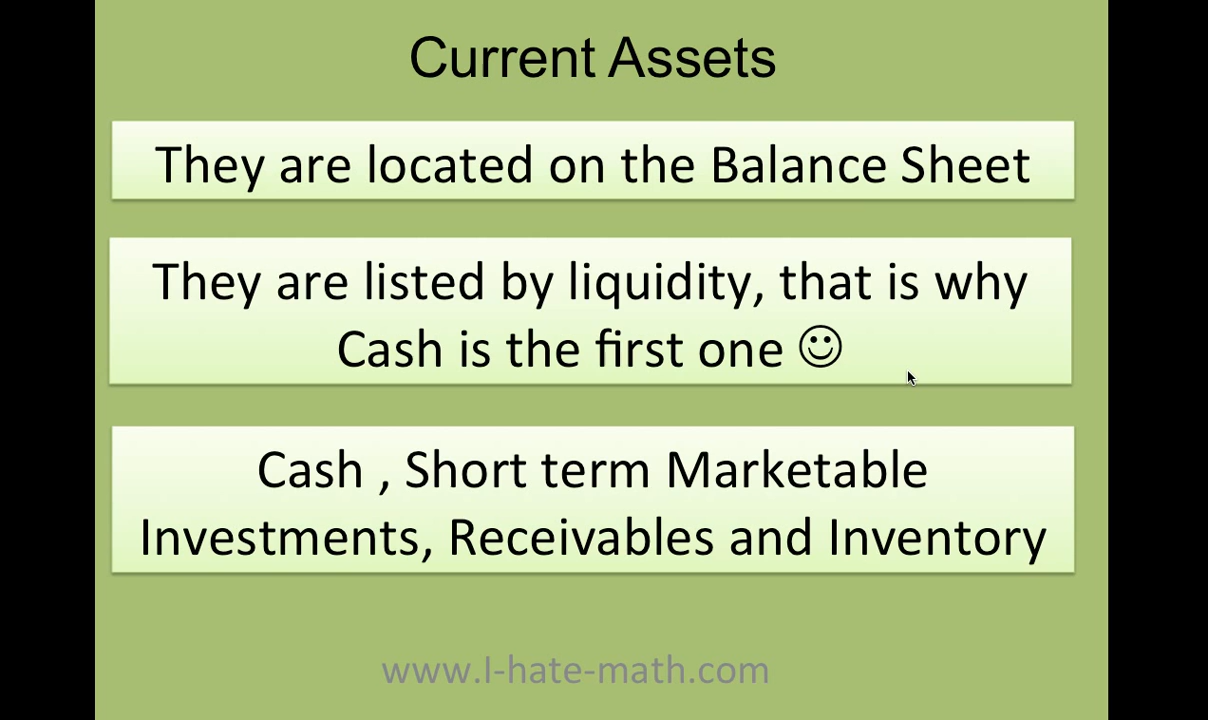 Current Assets
They are located on the Balance Sheet
They are listed by liquidity, that is why
Cash is the first one ☺
Cash , Short term Marketable
Investments, Receivables and Inventory
www.I-hate-math.com